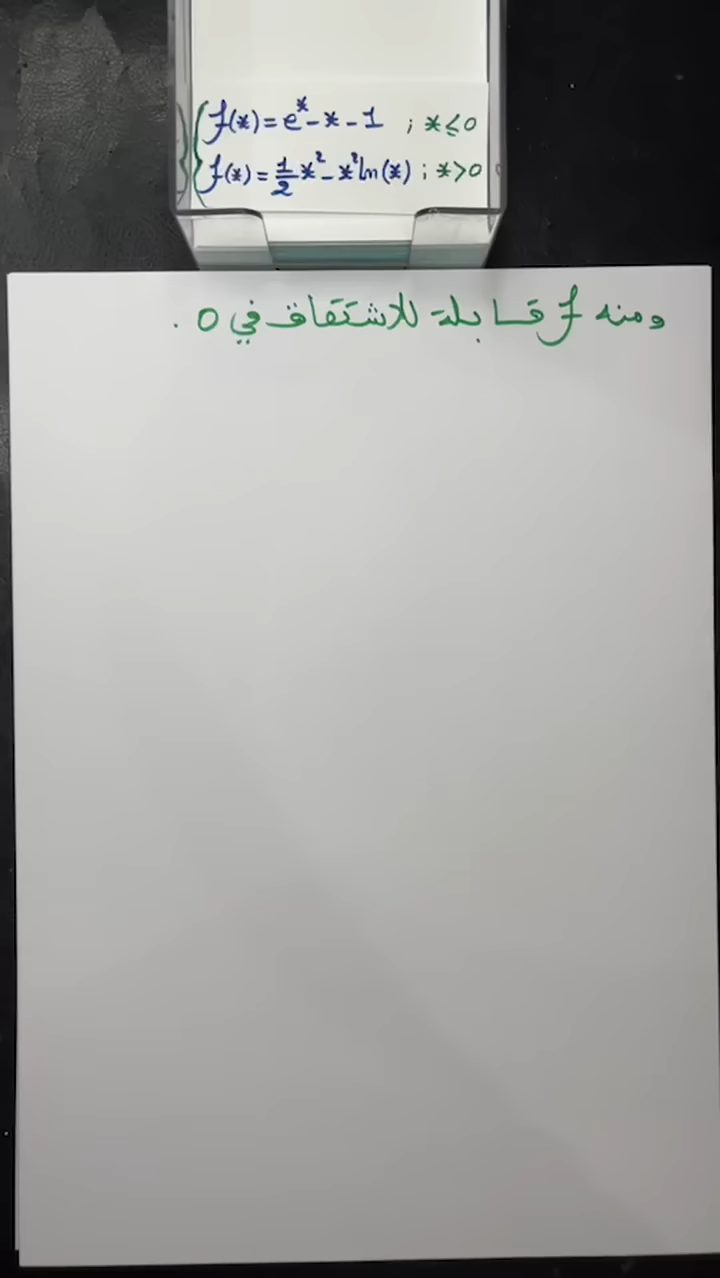 f(x) = e^x - x - 1 ; x ≤ 0
f(x) = 1/2 x² - x² ln(x) ; x > 0
ومنه f قابلة للاشتقاق في 0 .